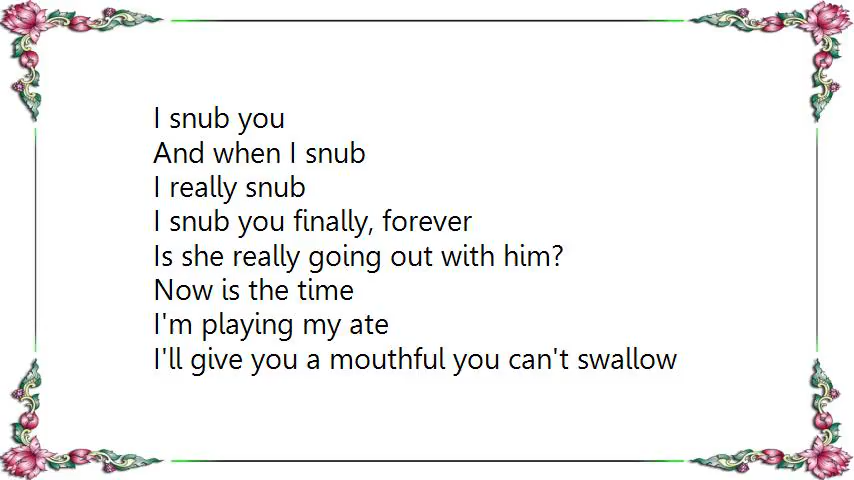 I snub you
And when I snub
I really snub
I snub you finally, forever
Is she really going out with him?
Now is the time
I'm playing my ate
I'll give you a mouthful you can't swallow